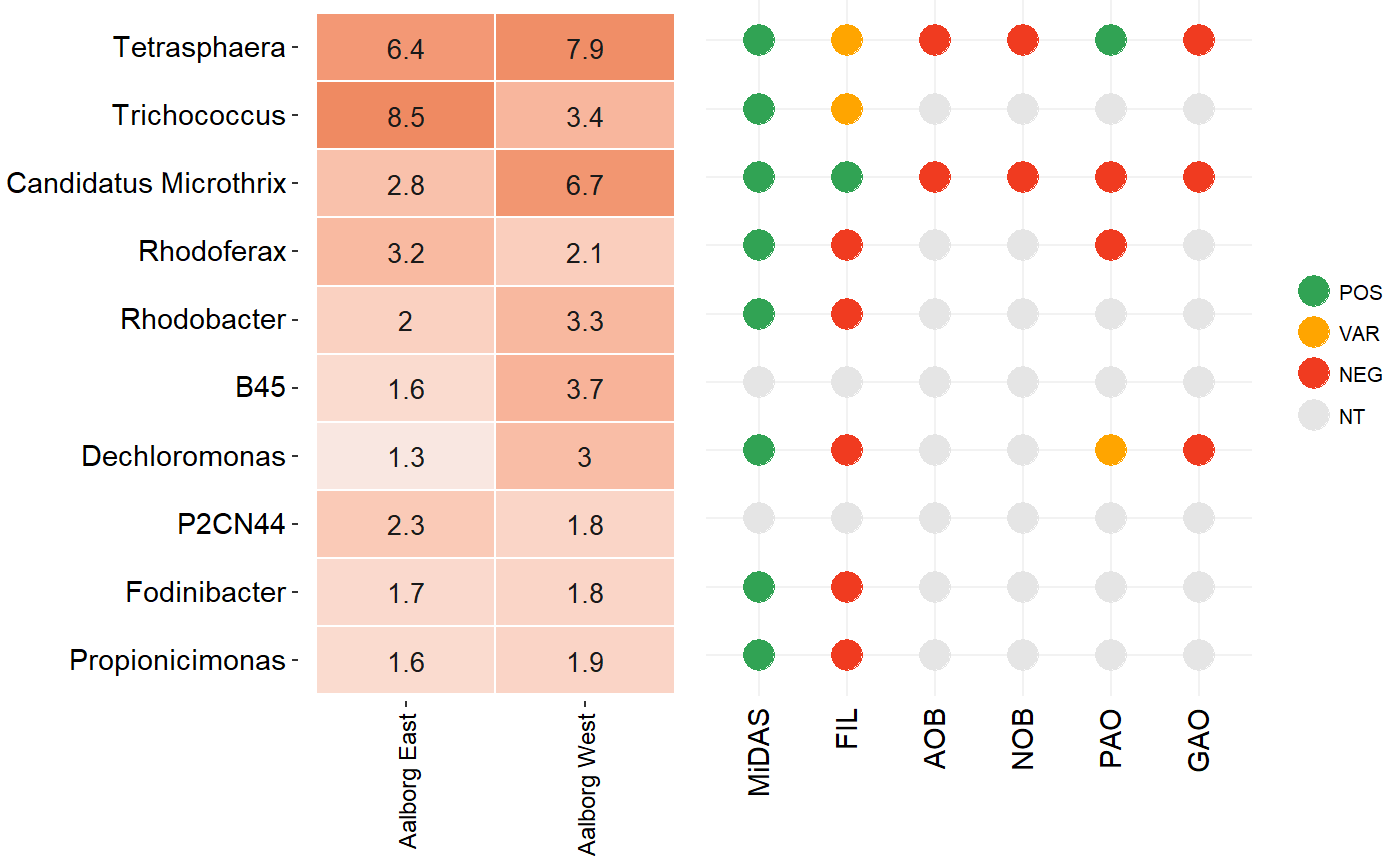 Tetrasphaera 6.4 7.9
Trichococcus 8.5 3.4
Candidatus Microthrix 2.8 6.7
Rhodoferax 3.2 2.1
Rhodobacter 2 3.3
B45 1.6 3.7
Dechloromonas 1.3 3
P2CN44 2.3 1.8
Fodinibacter 1.7 1.8
Propionicimonas 1.6 1.9
Aalborg East
Aalborg West
MiDAS
FIL
AOB
NOB
PAO
GAO
POS
VAR
NEG
NT